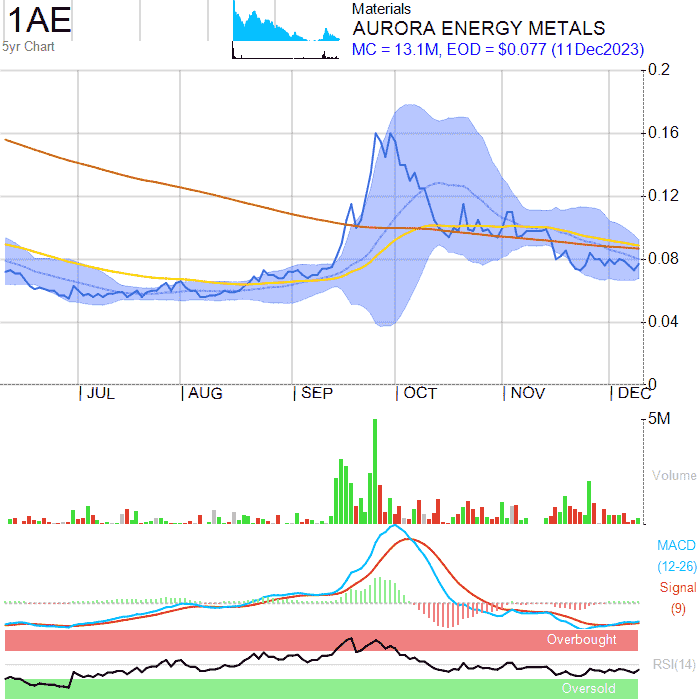 1AE
5yr Chart
Materials
AURORA ENERGY METALS
MC = 13.1M, EOD = $0.077 (11Dec2023)
0.2
0.16
0.12
0.08
0.04
0
JUL
AUG
SEP
OCT
NOV
DEC
5M
Volume
MACD
(12-26)
Signal
(9)
Overbought
RSI(14)
Oversold